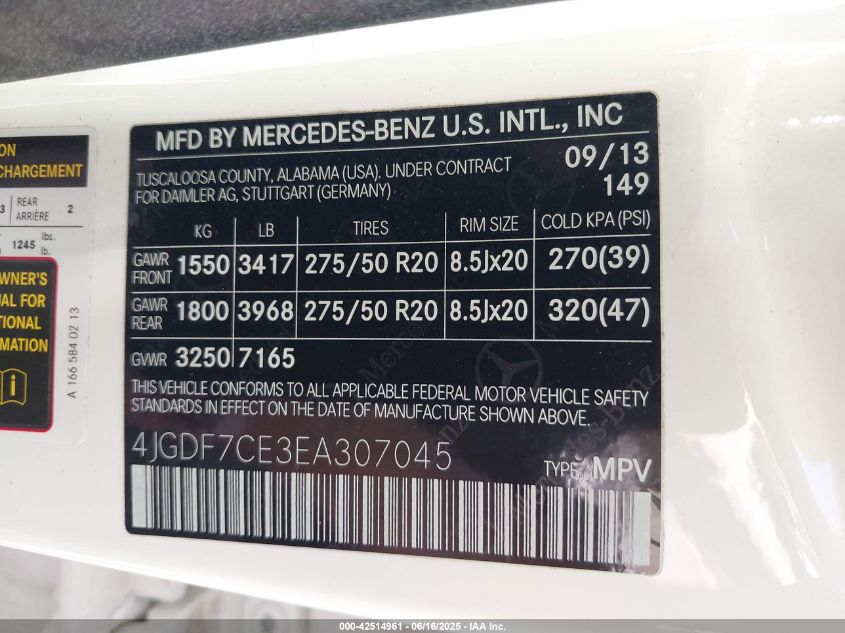 ON
CHARGEMENT
3 REAR ARRIÈRE 2
1245 lbs. lb.
WNER'S
UAL FOR
TIONAL
MATION
A 166 584 02 13
MFD BY MERCEDES-BENZ U.S. INTL., INC
TUSCALOOSA COUNTY, ALABAMA (USA). UNDER CONTRACT
FOR DAIMLER AG, STUTTGART (GERMANY)
09/13
149
KG LB TIRES RIM SIZE COLD KPA (PSI)
GAWR FRONT 1550 3417 275/50 R20 8.5Jx20 270(39)
GAWR REAR 1800 3968 275/50 R20 8.5Jx20 320(47)
GVWR 3250 7165
THIS VEHICLE CONFORMS TO ALL APPLICABLE FEDERAL MOTOR VEHICLE SAFETY
STANDARDS IN EFFECT ON THE DATE OF MANUFACTURE SHOWN ABOVE.
4JGDF7CE3EA307045
TYPE: MPV
000-42514961 - 06/16/2025 - IAA Inc.